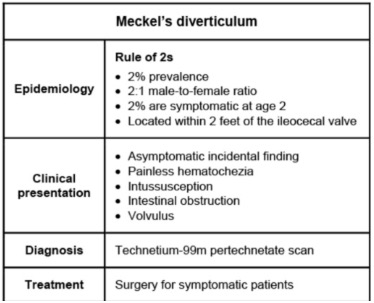 Meckel's diverticulum
Epidemiology
Rule of 2s
• 2% prevalence
• 2:1 male-to-female ratio
• 2% are symptomatic at age 2
• Located within 2 feet of the ileocecal valve
Clinical
presentation
• Asymptomatic incidental finding
• Painless hematochezia
• Intussusception
• Intestinal obstruction
• Volvulus
Diagnosis
Technetium-99m pertechnetate scan
Treatment
Surgery for symptomatic patients